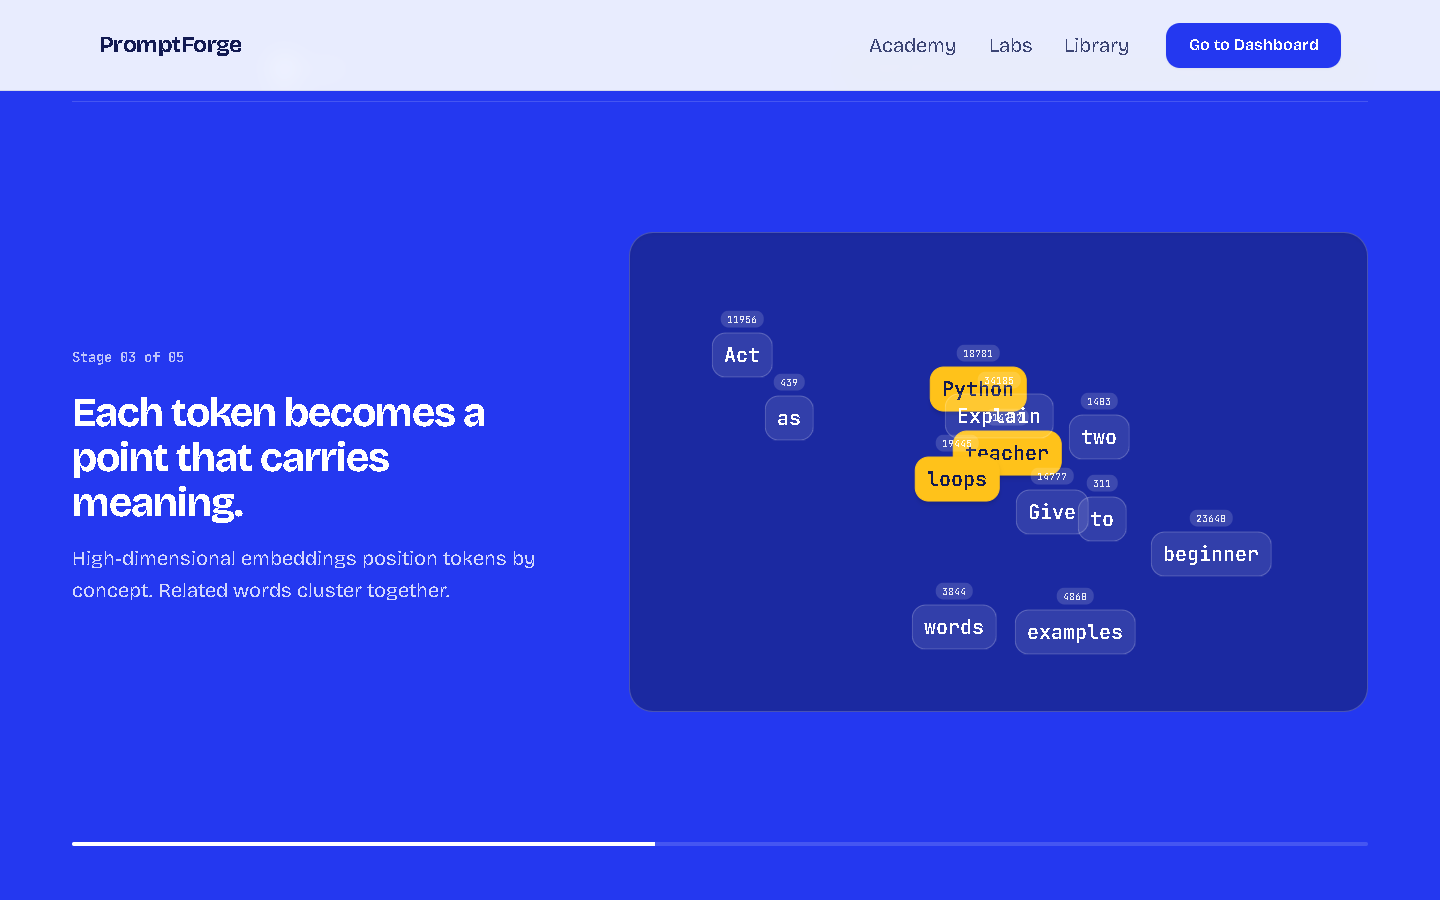 PromptForge
Academy
Labs
Library
Go to Dashboard
Stage 03 of 05
Each token becomes a
point that carries
meaning.
High-dimensional embeddings position tokens by
concept. Related words cluster together.
11956
Act
439
as
18781
Python
Explain
1483
two
teacher
19445
loops
14777
Give
311
to
23648
beginner
3844
words
4868
examples